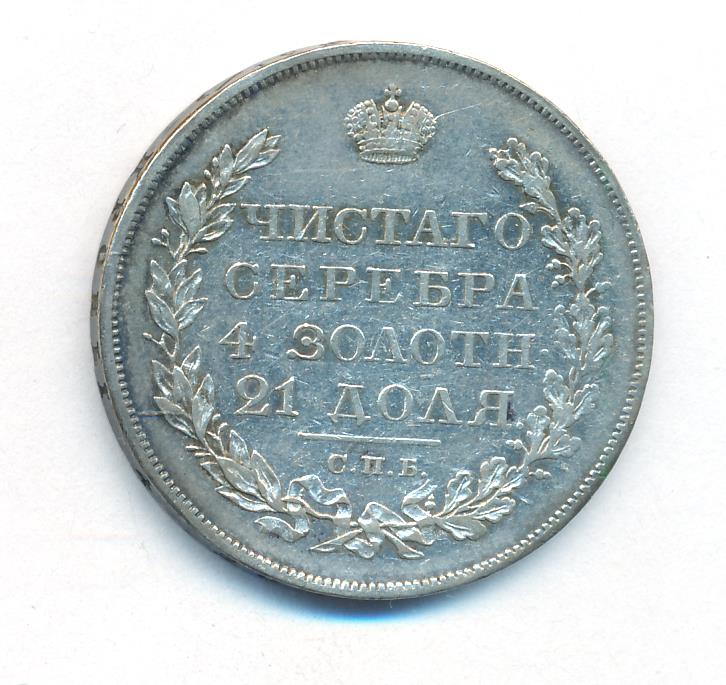 ЧИСТАГО
СЕРЕБРА
4 ЗОЛОТН
21 ДОЛЯ
С.П.Б.